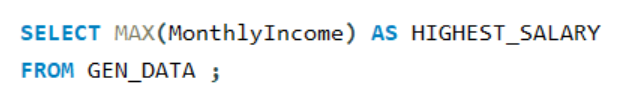 SELECT MAX(MonthlyIncome) AS HIGHEST_SALARY
FROM GEN_DATA ;